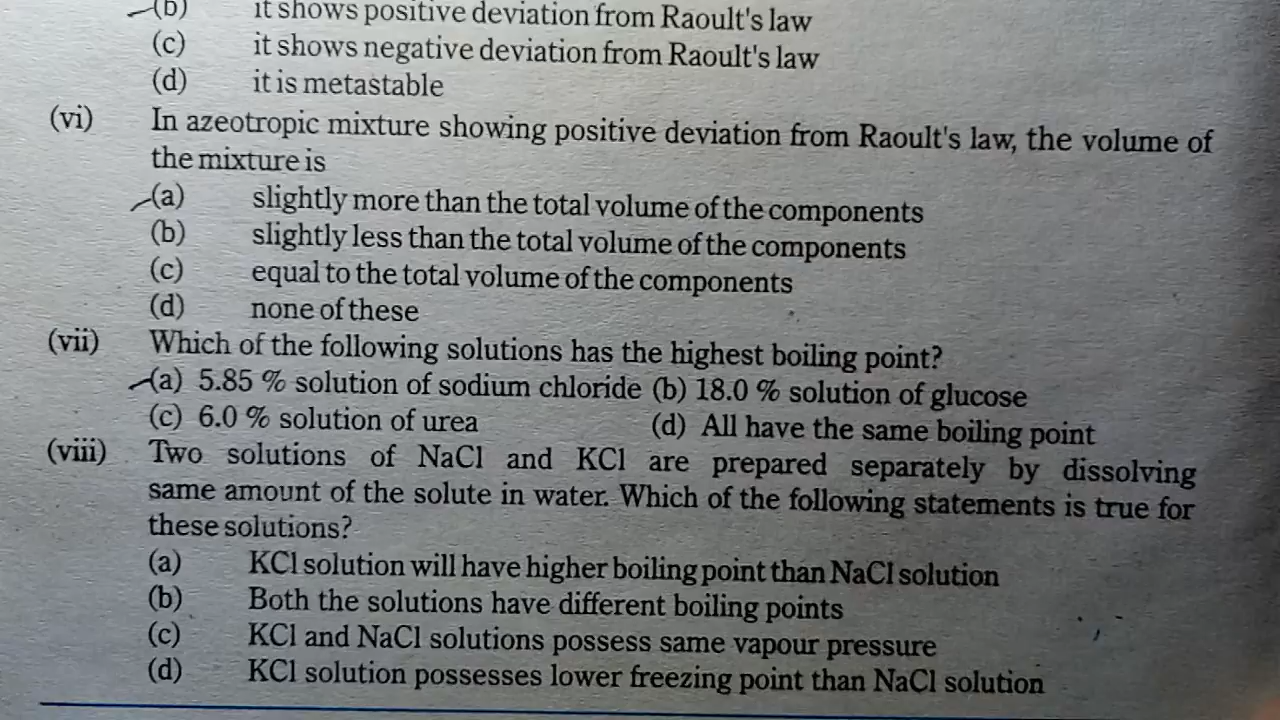 (b) it shows positive deviation from Raoult's law
(c) it shows negative deviation from Raoult's law
(d) it is metastable
(vi) In azeotropic mixture showing positive deviation from Raoult's law, the volume of
the mixture is
(a) slightly more than the total volume of the components
(b) slightly less than the total volume of the components
(c) equal to the total volume of the components
(d) none of these
(vii) Which of the following solutions has the highest boiling point?
(a) 5.85 % solution of sodium chloride (b) 18.0 % solution of glucose
(c) 6.0 % solution of urea (d) All have the same boiling point
(viii) Two solutions of NaCl and KCl are prepared separately by dissolving
same amount of the solute in water. Which of the following statements is true for
these solutions?
(a) KCl solution will have higher boiling point than NaCl solution
(b) Both the solutions have different boiling points
(c) KCl and NaCl solutions possess same vapour pressure
(d) KCl solution possesses lower freezing point than NaCl solution